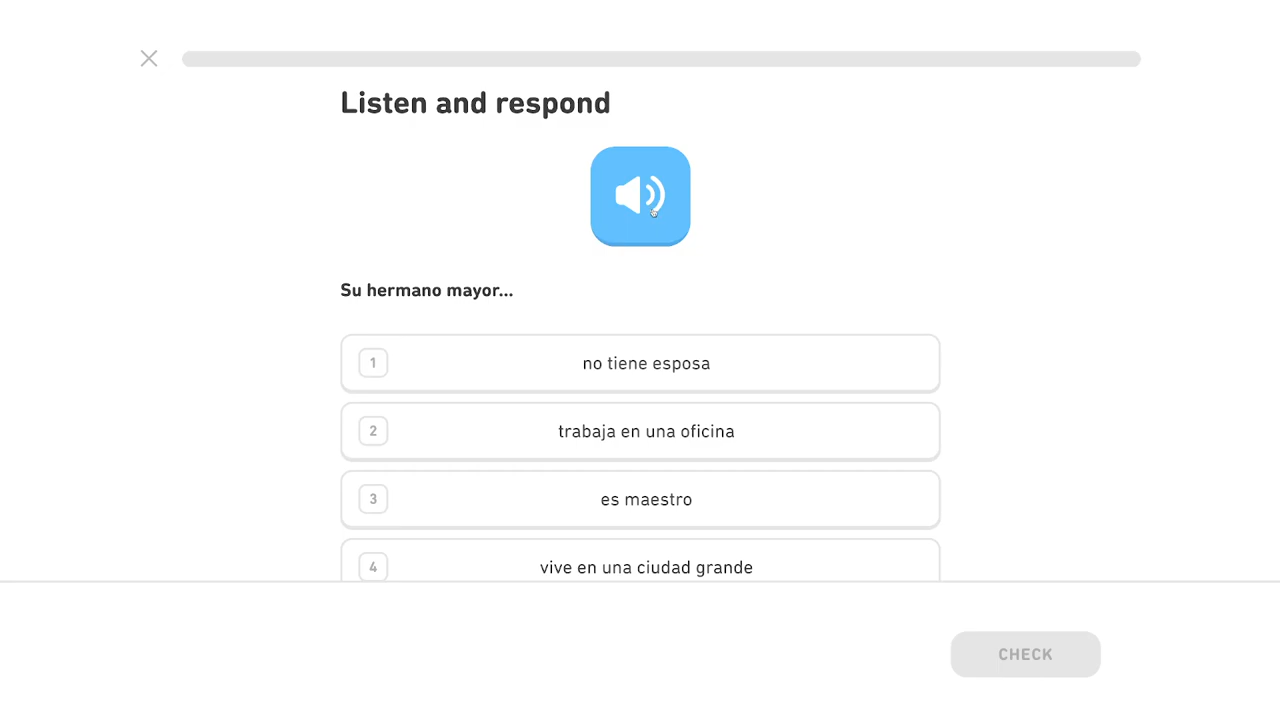 Listen and respond
Su hermano mayor...
1 no tiene esposa
2 trabaja en una oficina
3 es maestro
4 vive en una ciudad grande
CHECK